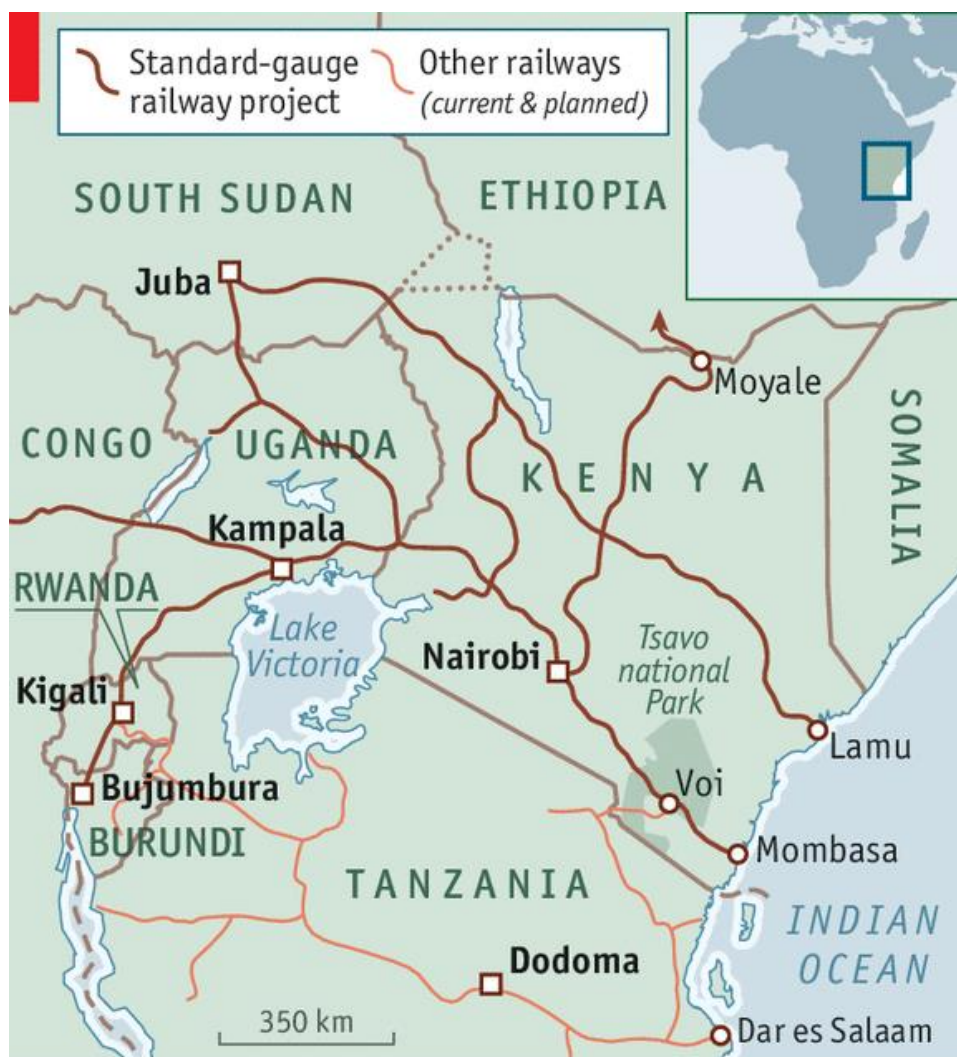 Standard-gauge
railway project
Other railways
(current & planned)
SOUTH SUDAN
ETHIOPIA
Juba
Moyale
SOMALIA
CONGO
UGANDA
KENYA
Kampala
RWANDA
Lake
Victoria
Nairobi
Tsavo
national
Park
Kigali
Lamu
Bujumbura
Voi
BURUNDI
Mombasa
TANZANIA
INDIAN
OCEAN
Dodoma
350 km
Dar es Salaam